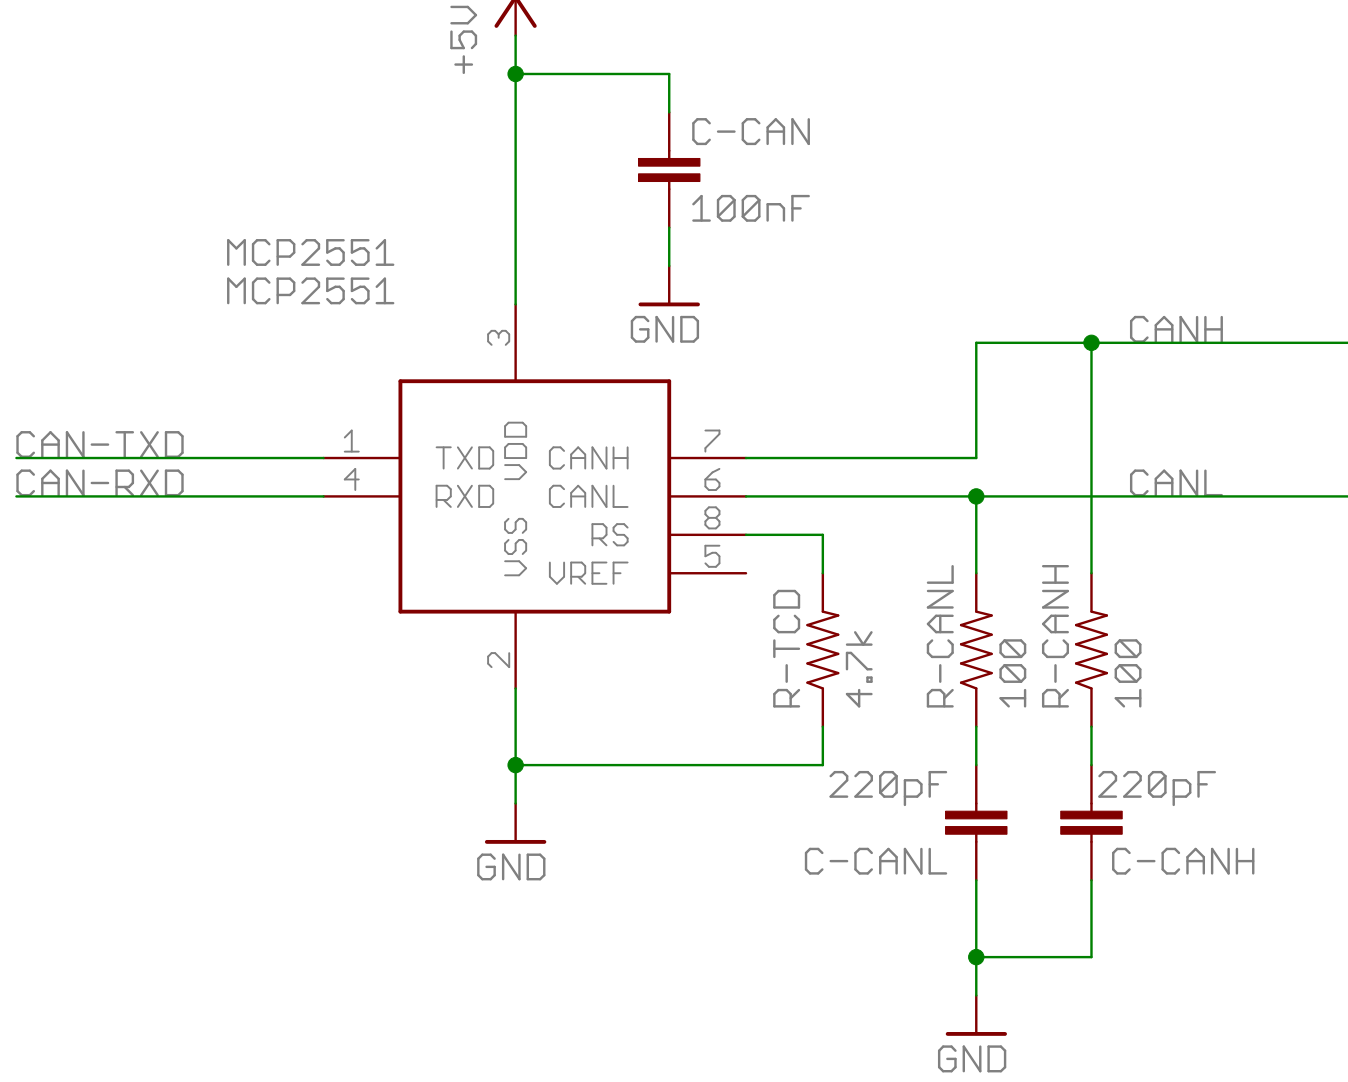 +5V
C-CAN
100nF
MCP2551
MCP2551
GND
3
CANH
CAN-TXD
1
TXD
VDD
CANH
7
CAN-RXD
4
RXD
CANL
6
CANL
VSS
RS
8
VREF
5
2
R-TCD
4.7k
R-CANL
100
R-CANH
100
220pF
220pF
C-CANL
C-CANH
GND
GND